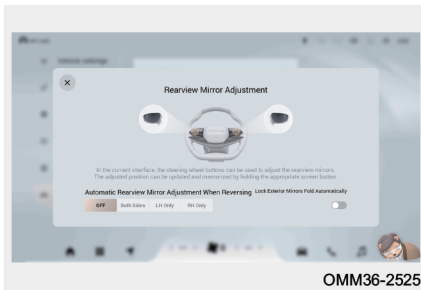 Rearview Mirror Adjustment
In the current interface, the steering wheel buttons can be used to adjust the rearview mirrors.
The adjusted position can be updated and memorized by holding the appropriate screen button.
Automatic Rearview Mirror Adjustment When Reversing Lock Exterior Mirrors Fold Automatically
OFF Both Sides LH Only RH Only
OMM36-2525